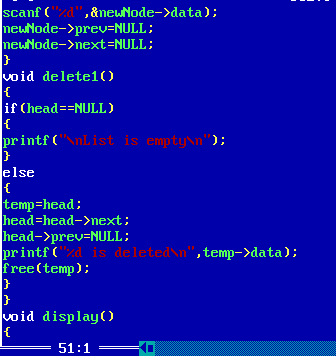 scanf("%d",&newNode->data);
newNode->prev=NULL;
newNode->next=NULL;
}
void delete1()
{
if(head==NULL)
{
printf("\nList is empty\n");
}
else
{
temp=head;
head=head->next;
head->prev=NULL;
printf("%d is deleted\n",temp->data);
free(temp);
}
}
void display()
{
51:1